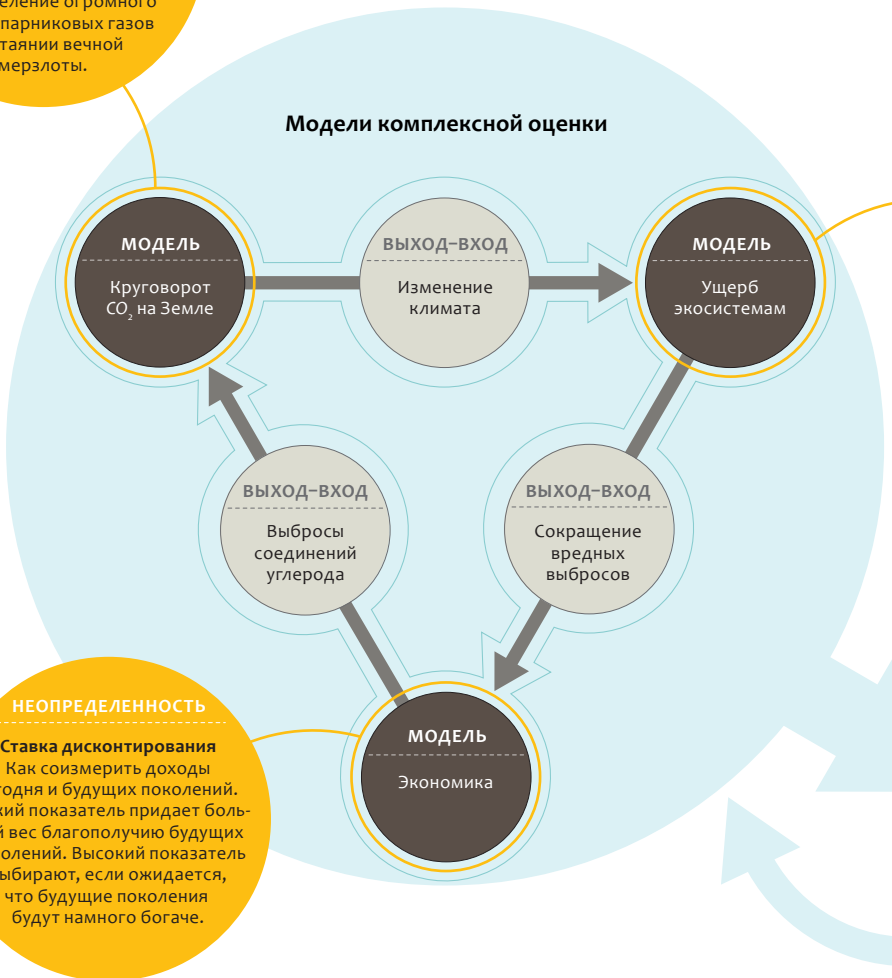 еление огромного
парниковых газов
таянии вечной
мерзлоты.
Модели комплексной оценки
МОДЕЛЬ
Круговорот
CO₂ на Земле
ВЫХОД–ВХОД
Изменение
климата
МОДЕЛЬ
Ущерб
экосистемам
ВЫХОД–ВХОД
Выбросы
соединений
углерода
ВЫХОД–ВХОД
Сокращение
вредных
выбросов
МОДЕЛЬ
Экономика
НЕОПРЕДЕЛЕННОСТЬ
Ставка дисконтирования
Как соизмерить доходы
годня и будущих поколений.
кий показатель придает боль-
й вес благополучию будущих
олений. Высокий показатель
ыбирают, если ожидается,
что будущие поколения
будут намного богаче.